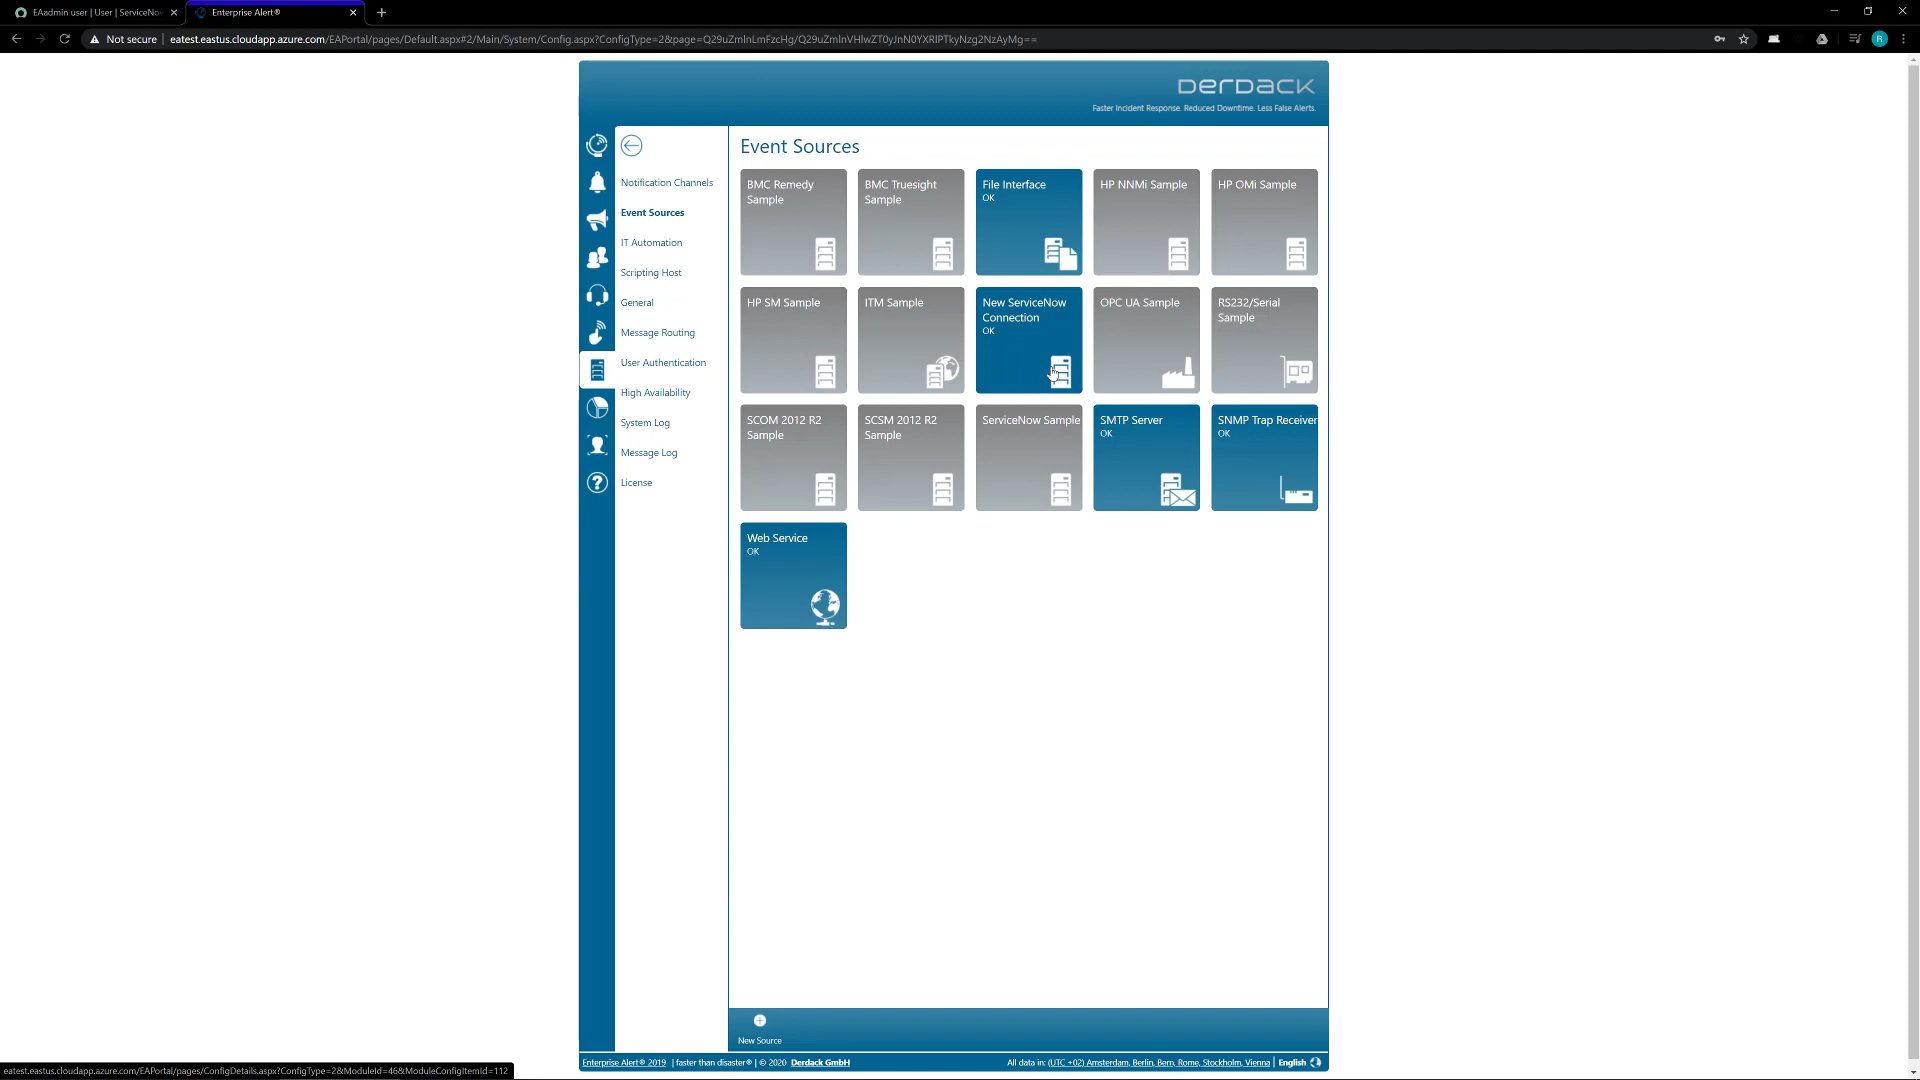 EAadmin user | User | ServiceNow
Enterprise Alert®
Not secure
eatest.eastus.cloudapp.azure.com/EAPortal/pages/Default.aspx#2/Main/System/Config.aspx?ConfigType=2&page=Q29uZmlnLmFzcHg/Q29uZmlnVHlwZT0yJnN0YXRlPTkyNzg2NzAyMg==
R
DERDACK
Faster Incident Response. Reduced Downtime. Less False Alerts.
Notification Channels
Event Sources
IT Automation
Scripting Host
General
Message Routing
User Authentication
High Availability
System Log
Message Log
License
Event Sources
BMC Remedy
Sample
BMC Truesight
Sample
File Interface
OK
HP NNMi Sample
HP OMi Sample
HP SM Sample
ITM Sample
New ServiceNow
Connection
OK
OPC UA Sample
RS232/Serial
Sample
SCOM 2012 R2
Sample
SCSM 2012 R2
Sample
ServiceNow Sample
SMTP Server
OK
SNMP Trap Receiver
OK
Web Service
OK
New Source
Enterprise Alert® 2019 | faster than disaster® | © 2020 Derdack GmbH
All data in: (UTC +02) Amsterdam, Berlin, Bern, Rome, Stockholm, Vienna | English
eatest.eastus.cloudapp.azure.com/EAPortal/pages/ConfigDetails.aspx?ConfigType=2&ModuleId=46&ModuleConfigItemId=112